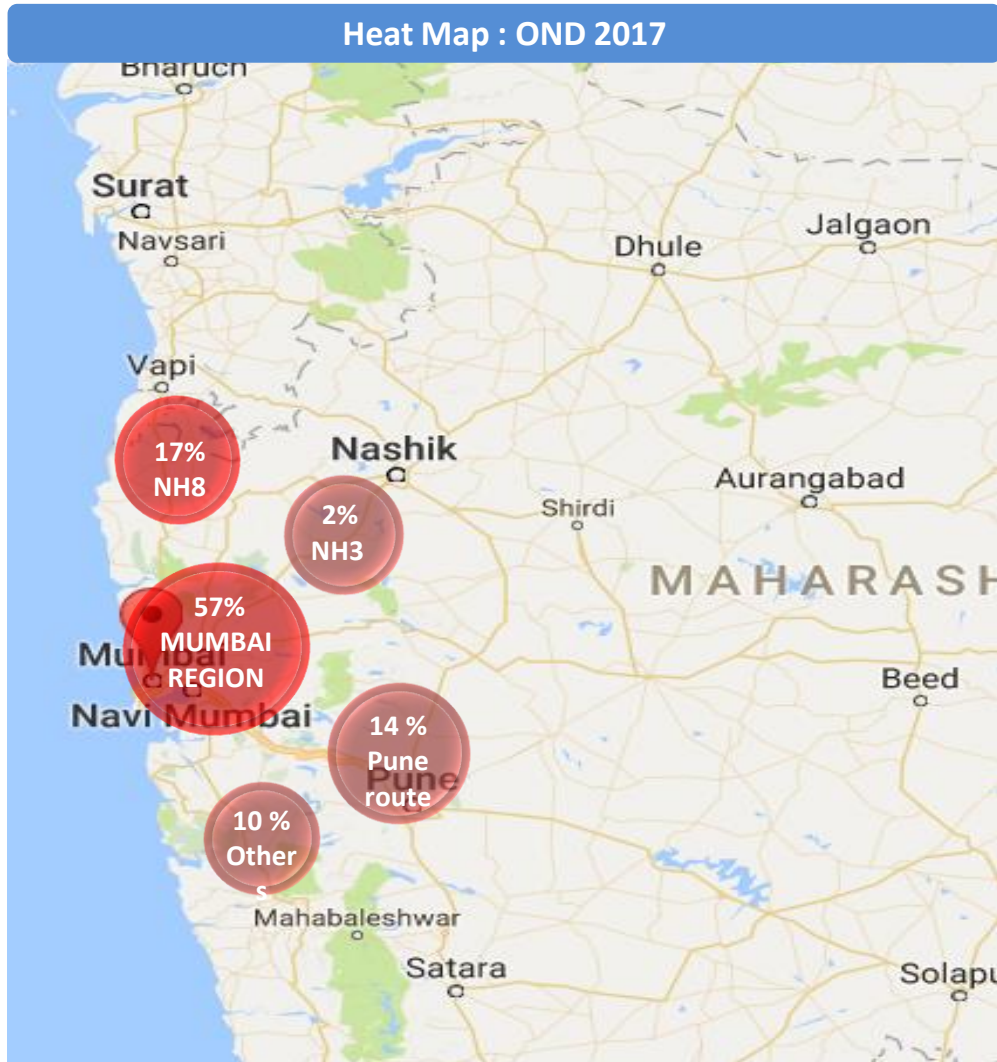 Heat Map : OND 2017
Bharuch
Surat
Navsari
Dhule
Jalgaon
Vapi
17%
NH8
Nashik
2%
NH3
Shirdi
Aurangabad
MAHARASH
57%
MUMBAI
REGION
Mumbai
Navi Mumbai
Beed
14 %
Pune
route
Pune
10 %
Other
s
Mahabaleshwar
Satara
Solapu